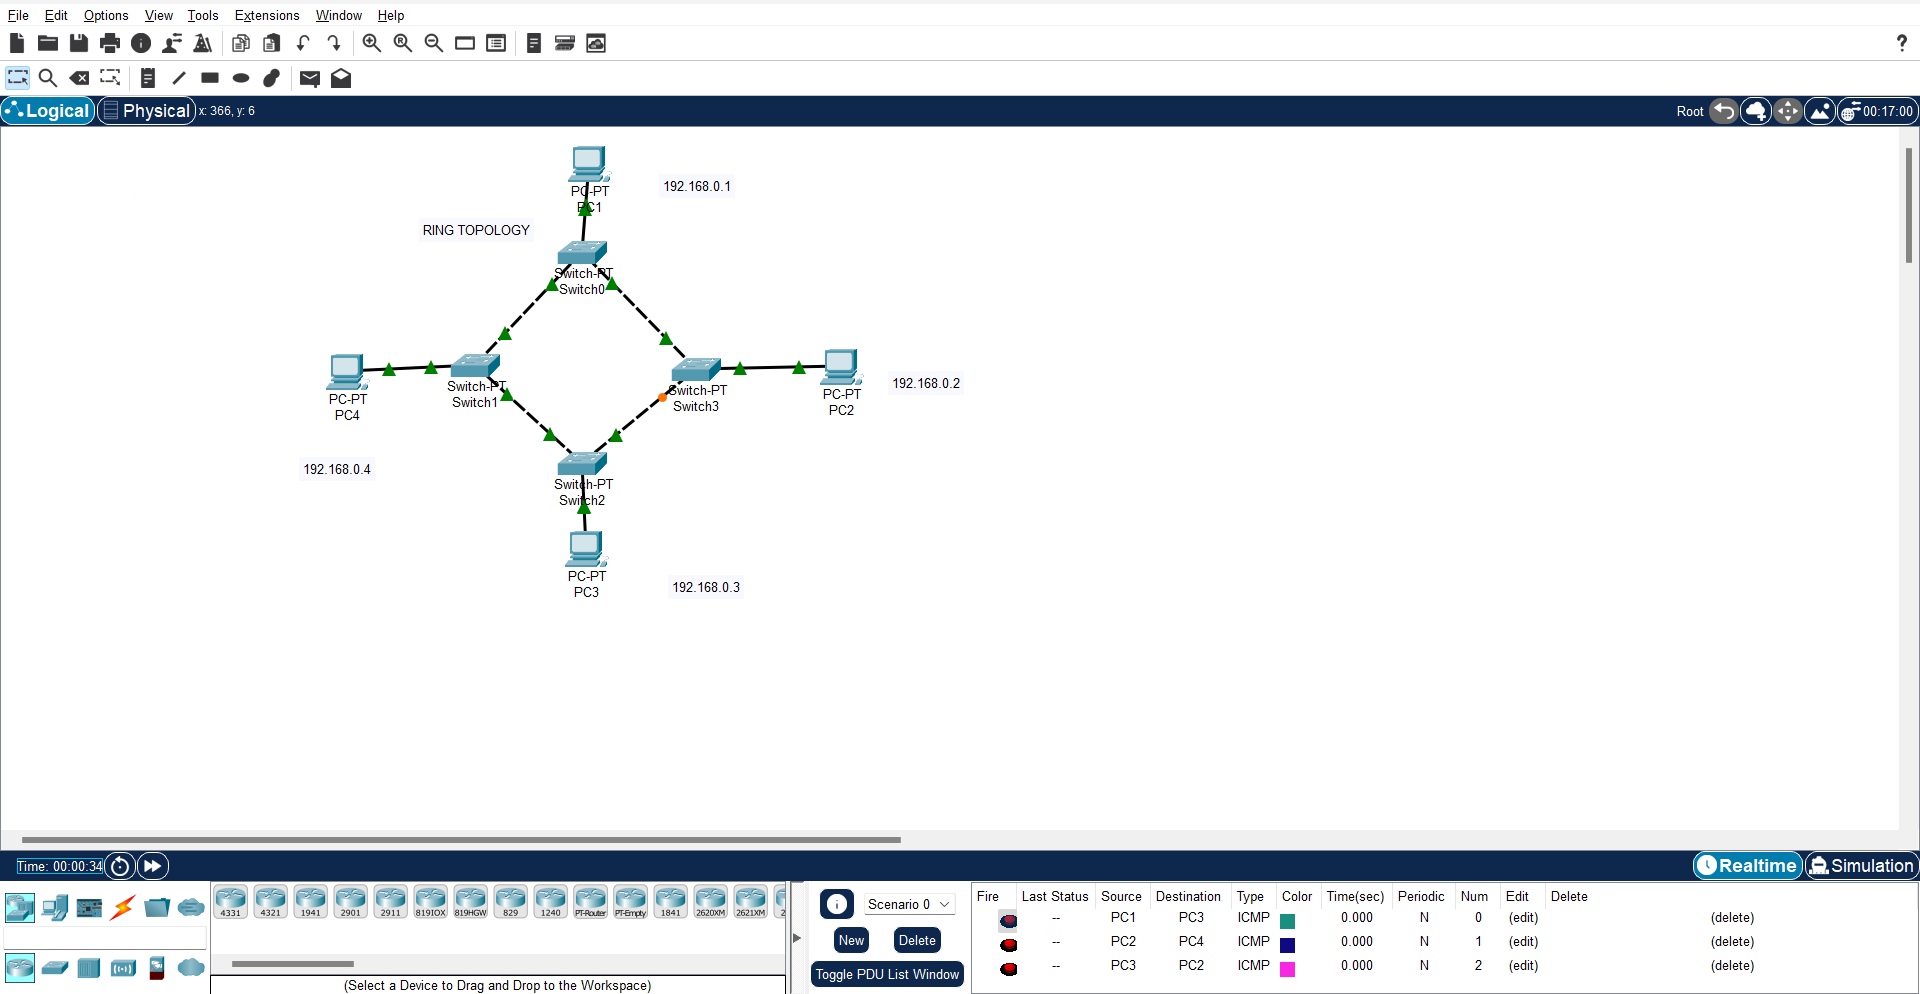 File Edit Options View Tools Extensions Window Help
?
Logical Physical x: 366, y: 6 Root 00:17:00
PC-PT
PC1
192.168.0.1
RING TOPOLOGY
Switch-PT
Switch0
PC-PT
PC4
Switch-PT
Switch1
Switch-PT
Switch3
PC-PT
PC2
192.168.0.2
192.168.0.4
Switch-PT
Switch2
PC-PT
PC3
192.168.0.3
Time: 00:00:34 Realtime Simulation
4331 4321 1941 2901 2911 819IOX 819HGW 829 1240 PT-Router PT-Empty 1841 2620XM 2621XM 2
(Select a Device to Drag and Drop to the Workspace)
Scenario 0
New Delete
Toggle PDU List Window
Fire Last Status Source Destination Type Color Time(sec) Periodic Num Edit Delete
-- PC1 PC3 ICMP 0.000 N 0 (edit) (delete)
-- PC2 PC4 ICMP 0.000 N 1 (edit) (delete)
-- PC3 PC2 ICMP 0.000 N 2 (edit) (delete)